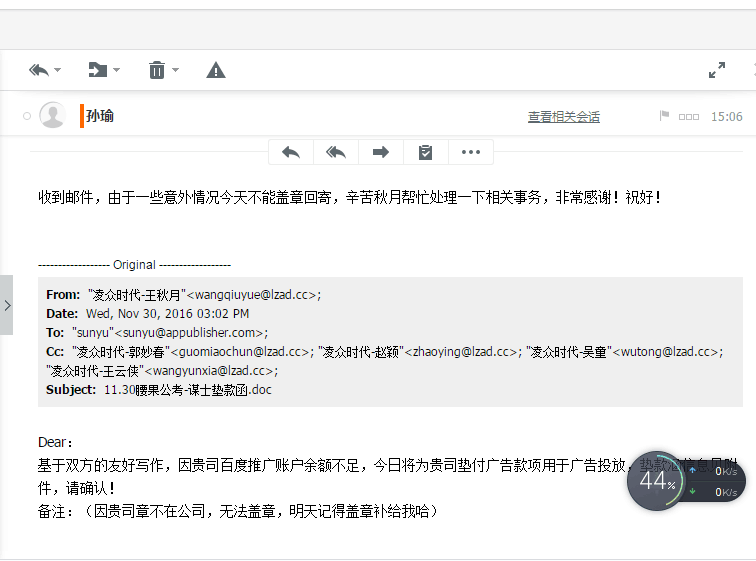 孙瑜
查看相关会话
15:06
收到邮件，由于一些意外情况今天不能盖章回寄，辛苦秋月帮忙处理一下相关事务，非常感谢！祝好！
------------------ Original ------------------
From: "凌众时代-王秋月"<wangqiuyue@lzad.cc>;
Date: Wed, Nov 30, 2016 03:02 PM
To: "sunyu"<sunyu@apppublisher.com>;
Cc: "凌众时代-郭妙春"<guomiaochun@lzad.cc>; "凌众时代-赵颖"<zhaoying@lzad.cc>; "凌众时代-吴童"<wutong@lzad.cc>;
"凌众时代-王云侠"<wangyunxia@lzad.cc>;
Subject: 11.30腰果公考-谋士垫款函.doc
Dear：
基于双方的友好写作，因贵司百度推广账户余额不足，今日将为贵司垫付广告款项用于广告投放，垫款函信息见附
件，请确认！
备注：（因贵司章不在公司，无法盖章，明天记得盖章补给我哈）
44%
0K/s
0K/s